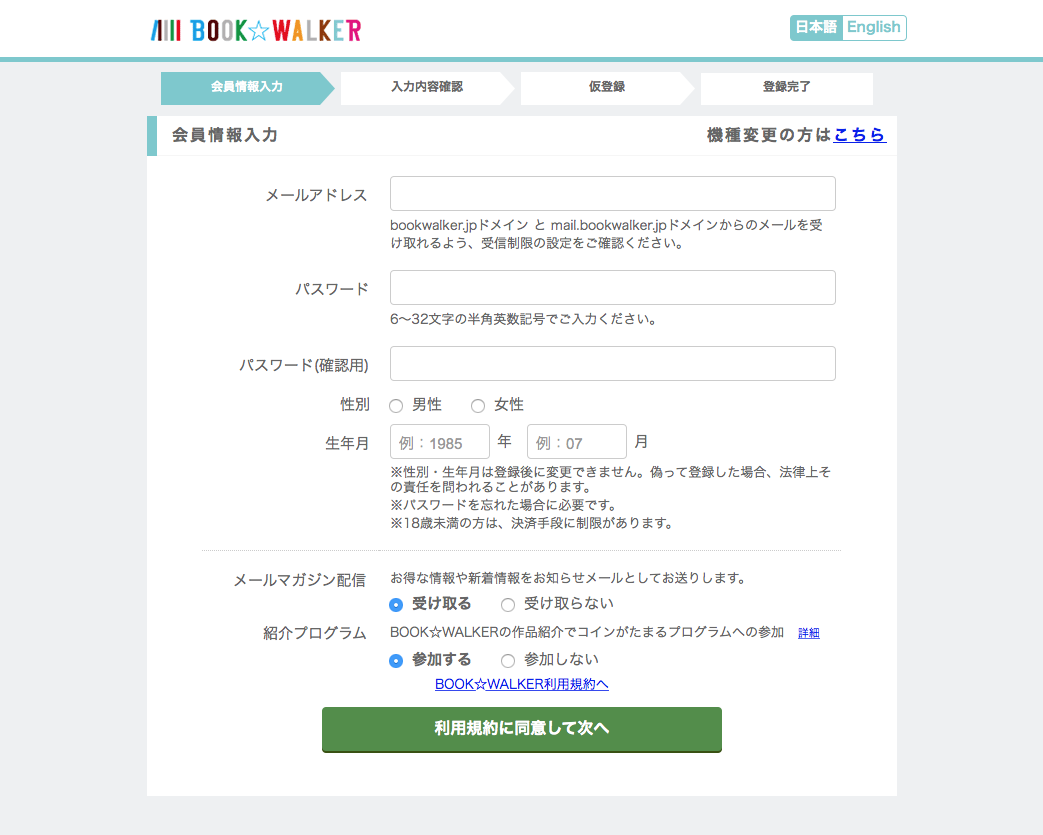 BOOK☆WALKER
日本語 English
会員情報入力 入力内容確認 仮登録 登録完了
会員情報入力 機種変更の方はこちら
メールアドレス
bookwalker.jpドメイン と mail.bookwalker.jpドメインからのメールを受
け取れるよう、受信制限の設定をご確認ください。
パスワード
6〜32文字の半角英数記号でご入力ください。
パスワード(確認用)
性別 男性 女性
生年月 例：1985 年 例：07 月
※性別・生年月は登録後に変更できません。偽って登録した場合、法律上そ
の責任を問われることがあります。
※パスワードを忘れた場合に必要です。
※18歳未満の方は、決済手段に制限があります。
メールマガジン配信 お得な情報や新着情報をお知らせメールとしてお送りします。
受け取る 受け取らない
紹介プログラム BOOK☆WALKERの作品紹介でコインがたまるプログラムへの参加 詳細
参加する 参加しない
BOOK☆WALKER利用規約へ
利用規約に同意して次へ